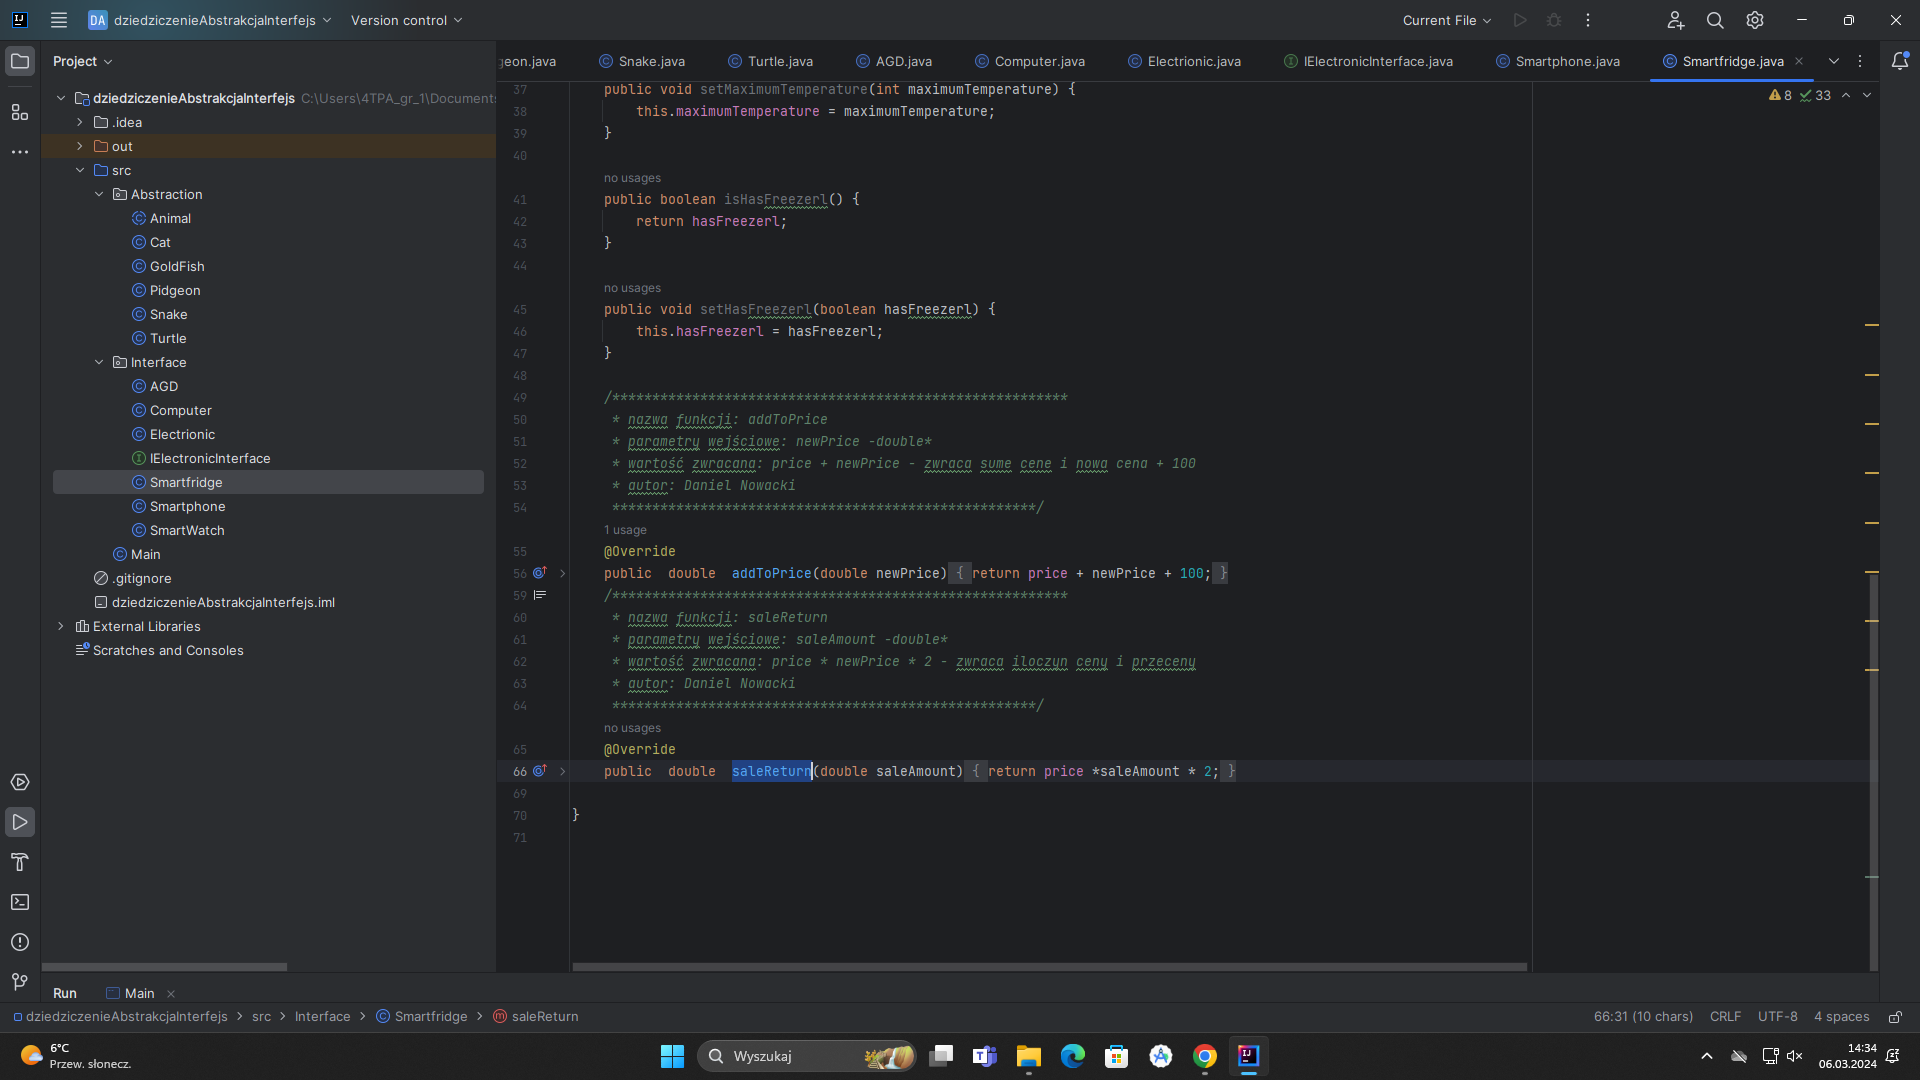 DA dziedziczenieAbstrakcjaInterfejs Version control Current File
Project
dziedziczenieAbstrakcjaInterfejs C:\Users\4TPA_gr_1\Documents
.idea
out
src
Abstraction
Animal
Cat
GoldFish
Pidgeon
Snake
Turtle
Interface
AGD
Computer
Electrionic
IElectronicInterface
Smartfridge
Smartphone
SmartWatch
Main
.gitignore
dziedziczenieAbstrakcjaInterfejs.iml
External Libraries
Scratches and Consoles
geon.java Snake.java Turtle.java AGD.java Computer.java Electrionic.java IElectronicInterface.java Smartphone.java Smartfridge.java
8 33
37 public void setMaximumTemperature(int maximumTemperature) {
38 this.maximumTemperature = maximumTemperature;
39 }
40
no usages
41 public boolean isHasFreezerl() {
42 return hasFreezerl;
43 }
44
no usages
45 public void setHasFreezerl(boolean hasFreezerl) {
46 this.hasFreezerl = hasFreezerl;
47 }
48
49 /*********************************************************
50 * nazwa funkcji: addToPrice
51 * parametry wejściowe: newPrice -double*
52 * wartość zwracana: price + newPrice - zwraca sume cene i nowa cena + 100
53 * autor: Daniel Nowacki
54 *****************************************************/
1 usage
55 @Override
56 public double addToPrice(double newPrice) { return price + newPrice + 100; }
59 /*********************************************************
60 * nazwa funkcji: saleReturn
61 * parametry wejściowe: saleAmount -double*
62 * wartość zwracana: price * newPrice * 2 - zwraca iloczyn ceny i przeceny
63 * autor: Daniel Nowacki
64 *****************************************************/
no usages
65 @Override
66 public double saleReturn(double saleAmount) { return price *saleAmount * 2; }
69
70 }
71
Run Main
dziedziczenieAbstrakcjaInterfejs > src > Interface > Smartfridge > saleReturn 66:31 (10 chars) CRLF UTF-8 4 spaces
6°C
Przew. słonecz.
Wyszukaj
14:34
06.03.2024